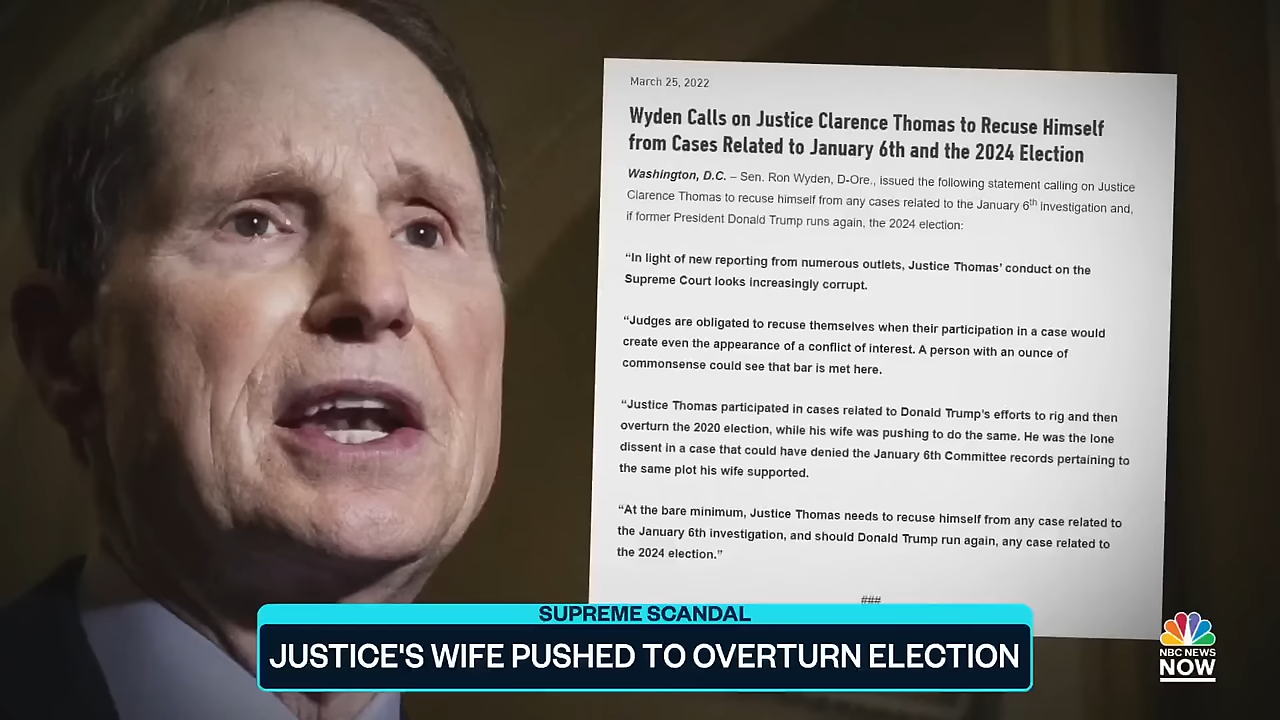 March 25, 2022
Wyden Calls on Justice Clarence Thomas to Recuse Himself
from Cases Related to January 6th and the 2024 Election
Washington, D.C. – Sen. Ron Wyden, D-Ore., issued the following statement calling on Justice
Clarence Thomas to recuse himself from any cases related to the January 6th investigation and,
if former President Donald Trump runs again, the 2024 election:
“In light of new reporting from numerous outlets, Justice Thomas’ conduct on the
Supreme Court looks increasingly corrupt.
“Judges are obligated to recuse themselves when their participation in a case would
create even the appearance of a conflict of interest. A person with an ounce of
commonsense could see that bar is met here.
“Justice Thomas participated in cases related to Donald Trump’s efforts to rig and then
overturn the 2020 election, while his wife was pushing to do the same. He was the lone
dissent in a case that could have denied the January 6th Committee records pertaining to
the same plot his wife supported.
“At the bare minimum, Justice Thomas needs to recuse himself from any case related to
the January 6th investigation, and should Donald Trump run again, any case related to
the 2024 election.”
###
SUPREME SCANDAL
JUSTICE'S WIFE PUSHED TO OVERTURN ELECTION
NBC NEWS
NOW